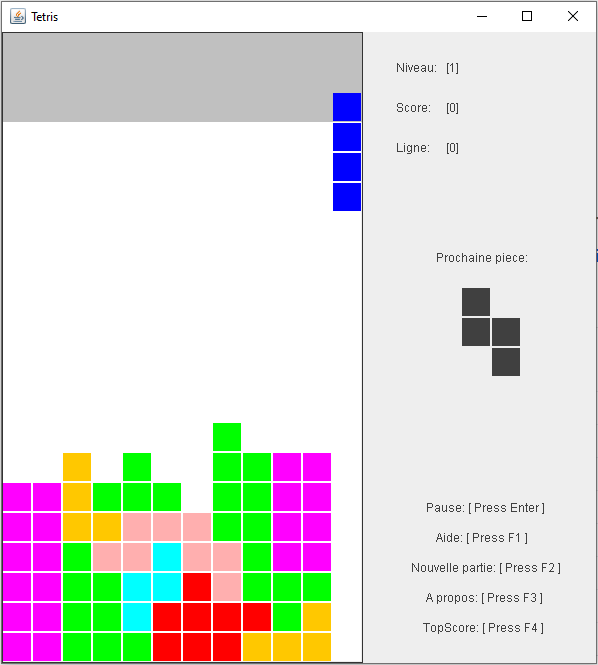 Tetris
Niveau: [1]
Score: [0]
Ligne: [0]
Prochaine piece:
Pause: [ Press Enter ]
Aide: [ Press F1 ]
Nouvelle partie: [ Press F2 ]
A propos: [ Press F3 ]
TopScore: [ Press F4 ]